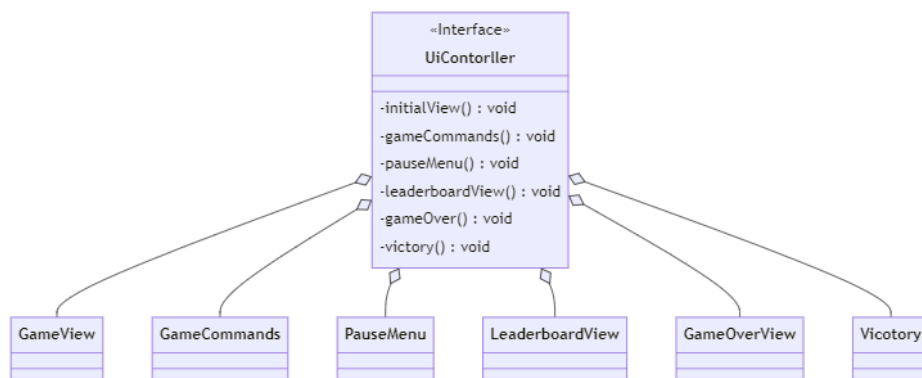 «Interface»
UiContorller
-initialView() : void
-gameCommands() : void
-pauseMenu() : void
-leaderboardView() : void
-gameOver() : void
-victory() : void
GameView
GameCommands
PauseMenu
LeaderboardView
GameOverView
Vicotory